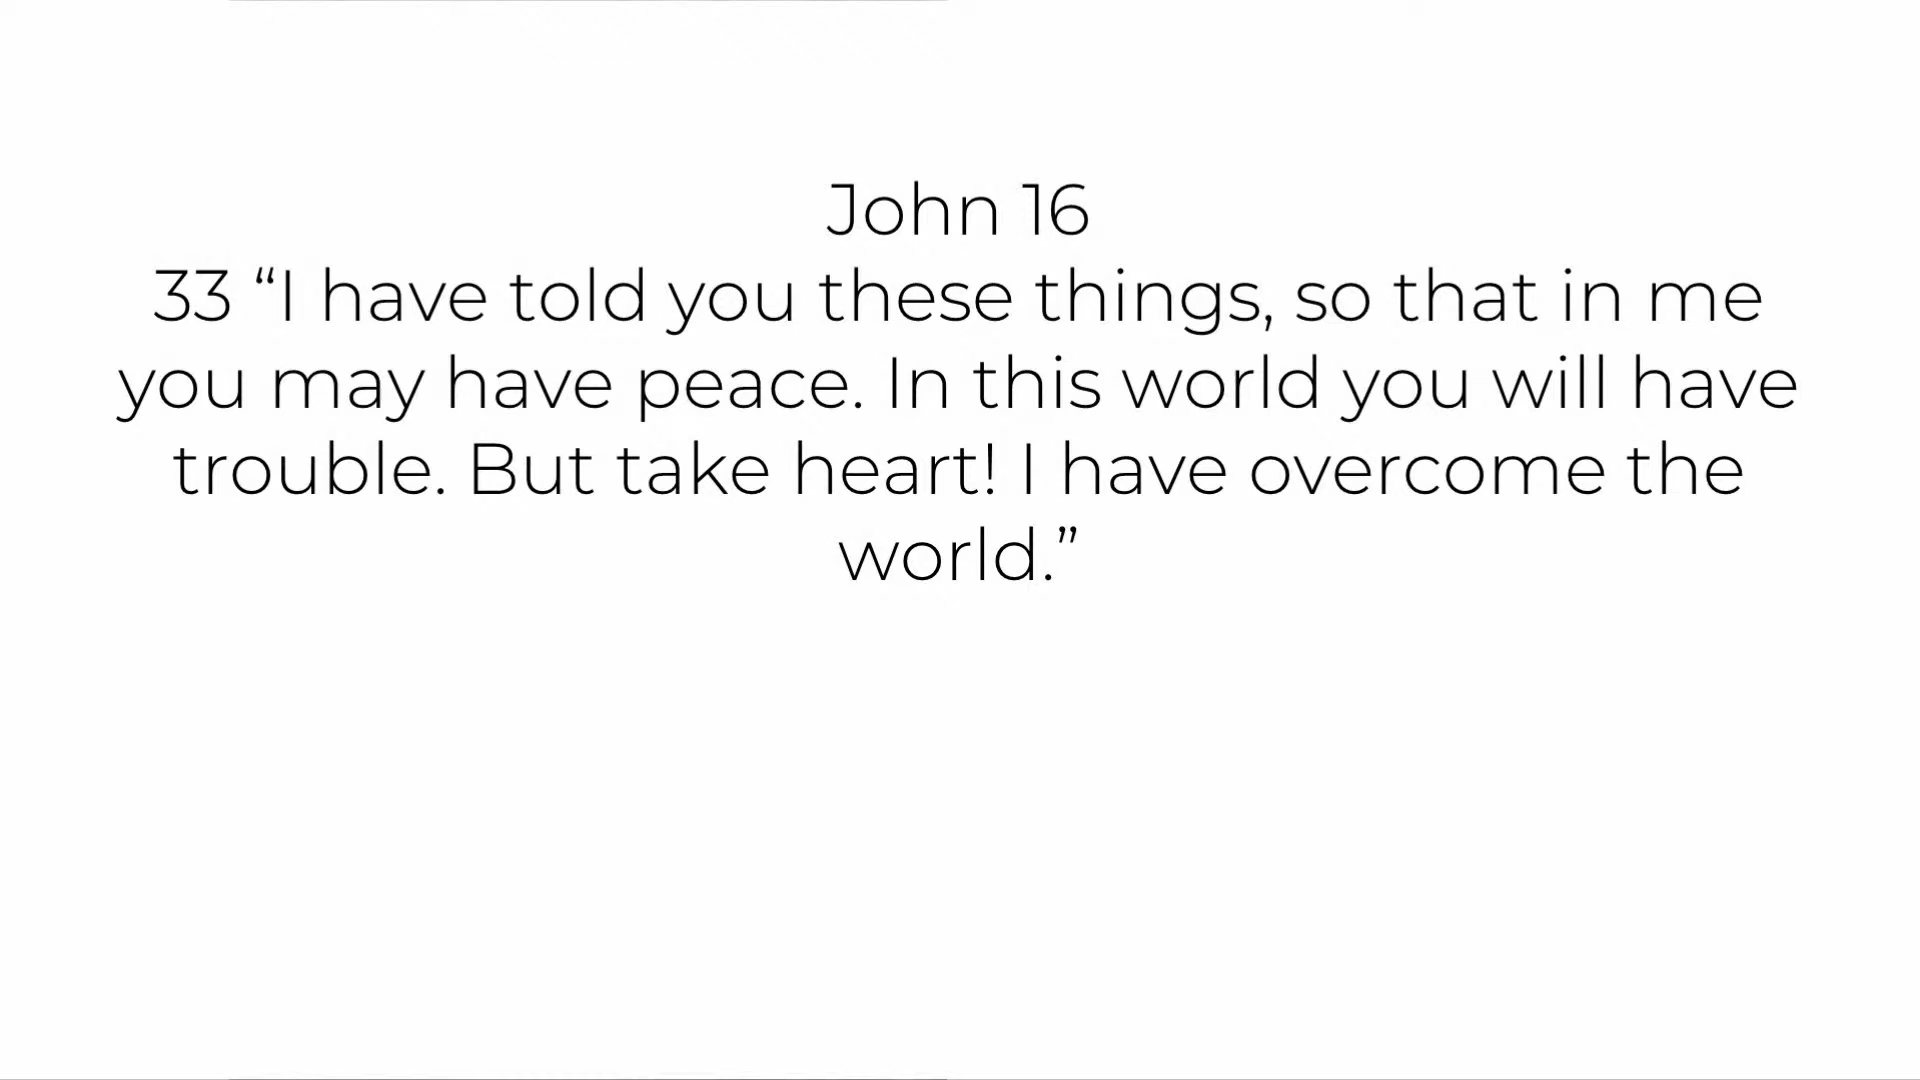 John 16
33 “I have told you these things, so that in me
you may have peace. In this world you will have
trouble. But take heart! I have overcome the
world.”